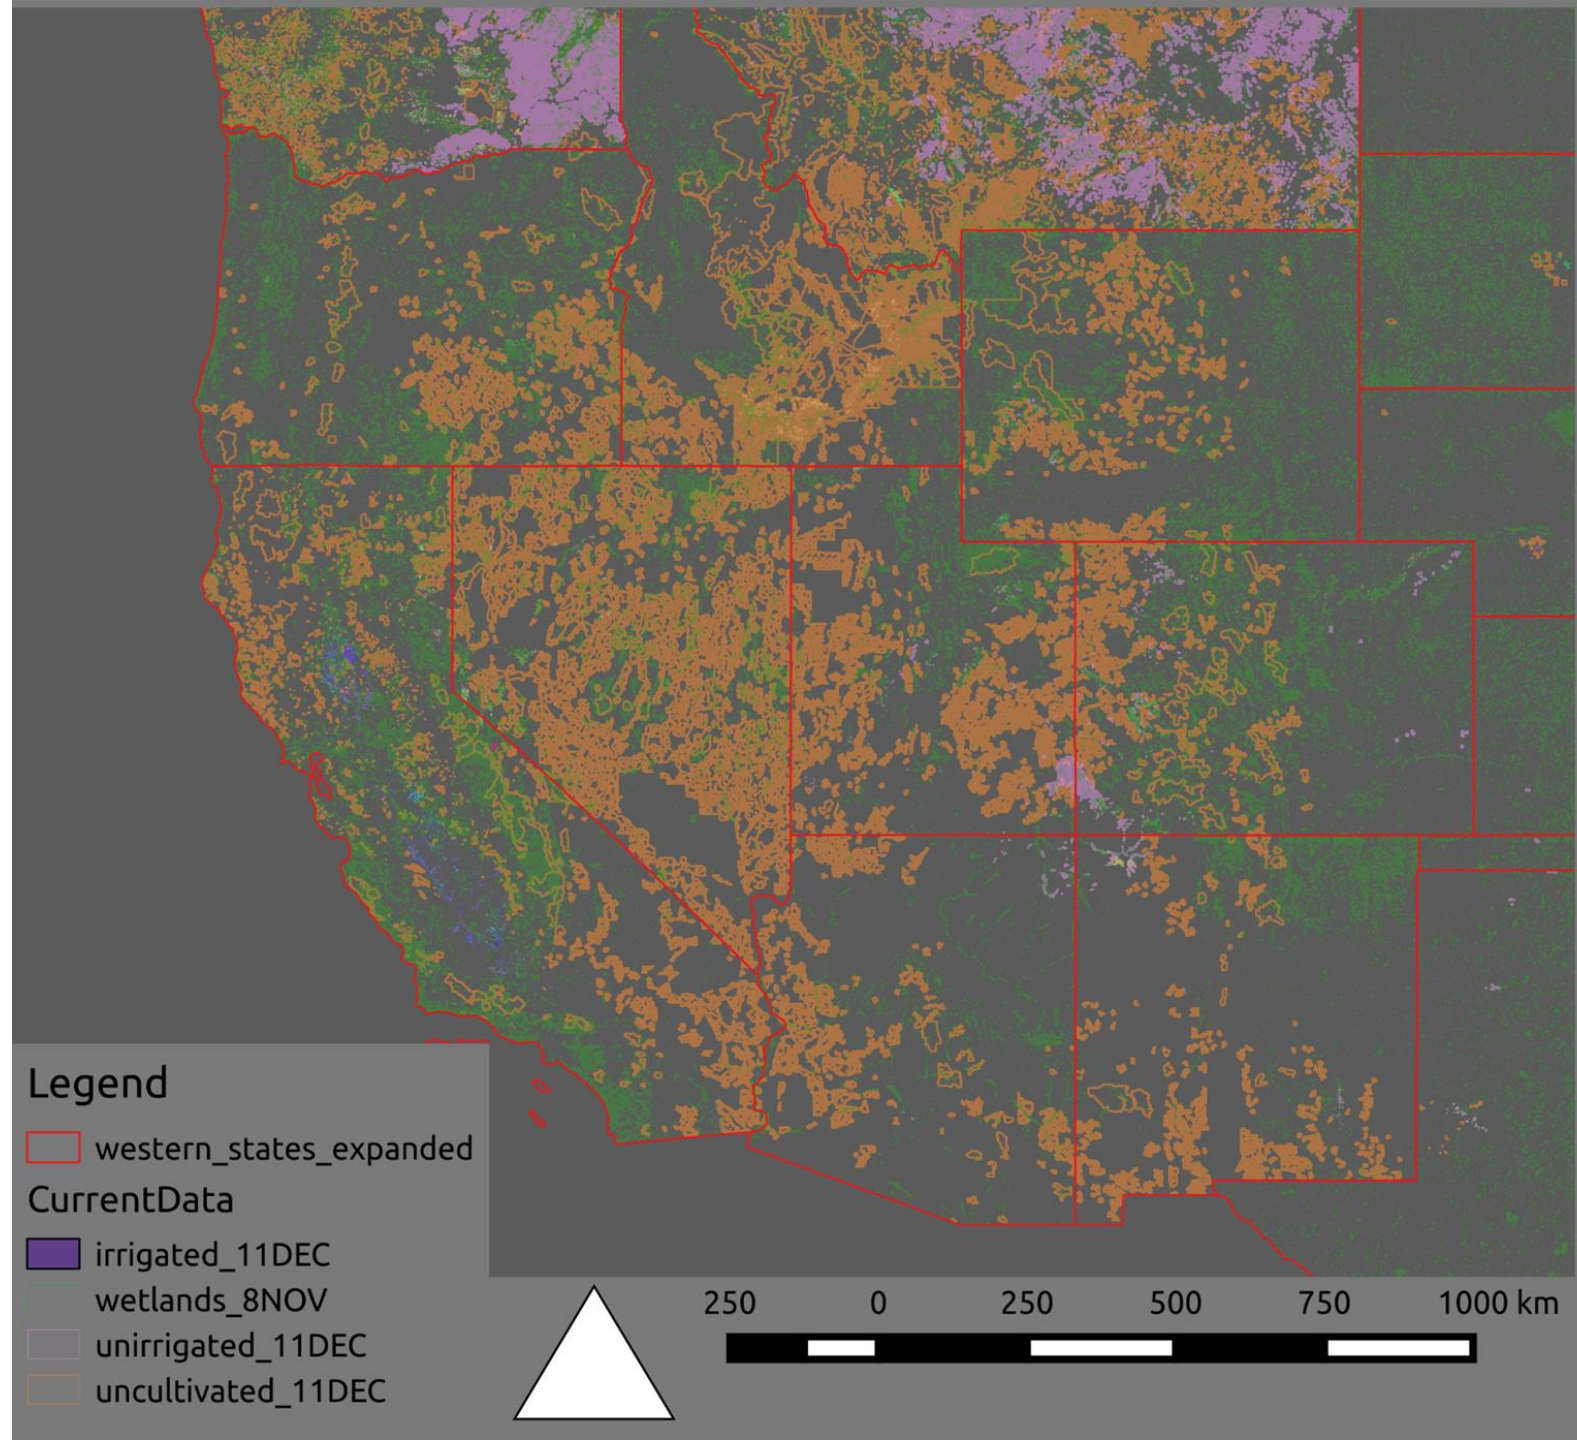 Legend
western_states_expanded
CurrentData
irrigated_11DEC
wetlands_8NOV
unirrigated_11DEC
uncultivated_11DEC
250 0 250 500 750 1000 km